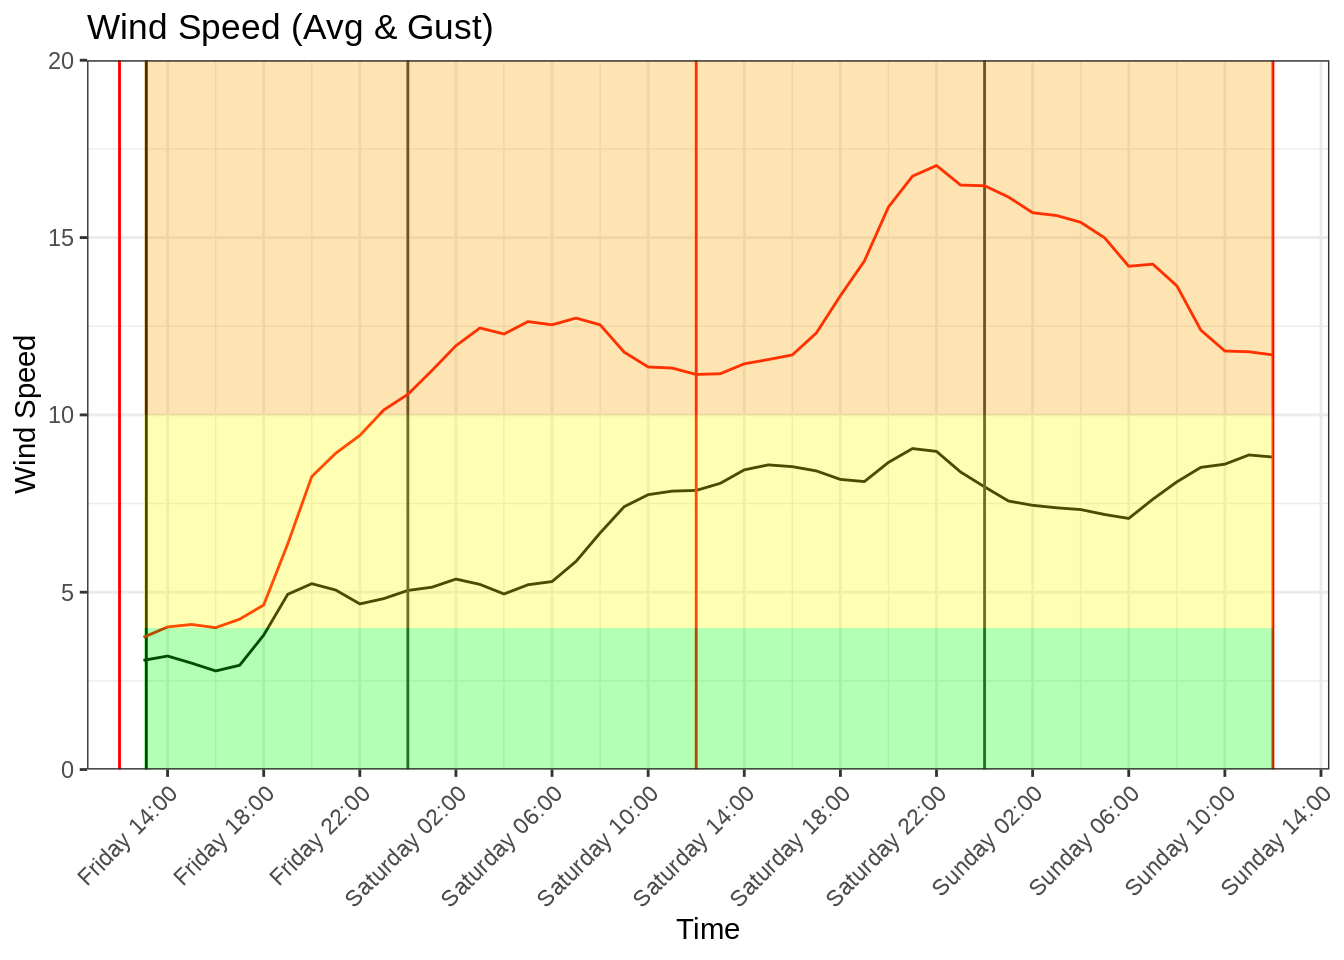 Wind Speed (Avg & Gust)
20
15
10
5
0
Wind Speed
Friday 14:00
Friday 18:00
Friday 22:00
Saturday 02:00
Saturday 06:00
Saturday 10:00
Saturday 14:00
Saturday 18:00
Saturday 22:00
Sunday 02:00
Sunday 06:00
Sunday 10:00
Sunday 14:00
Time